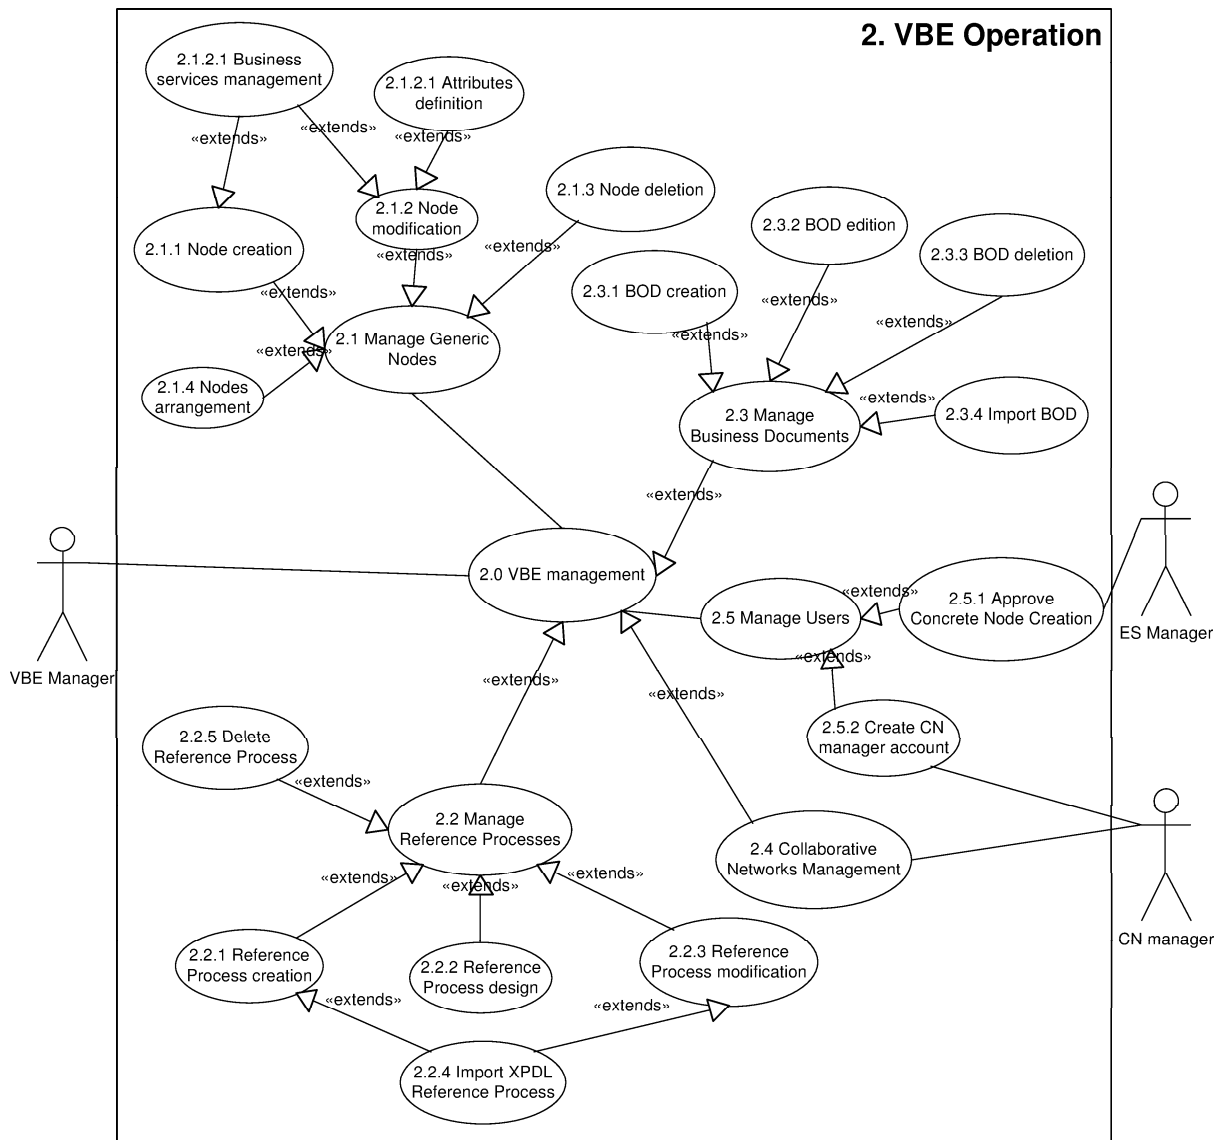 2. VBE Operation
2.1.2.1 Business
services management
2.1.2.1 Attributes
definition
«extends»
«extends»
«extends»
2.1.3 Node deletion
2.1.2 Node
modification
2.1.1 Node creation
«extends»
«extends»
«extends»
2.3.2 BOD edition
2.3.3 BOD deletion
2.3.1 BOD creation
«extends»
«extends»
«extends»
2.1 Manage Generic
Nodes
«extends»
2.1.4 Nodes
arrangement
«extends»
2.3 Manage
Business Documents
2.3.4 Import BOD
«extends»
2.0 VBE management
«extends»
2.5 Manage Users
2.5.1 Approve
Concrete Node Creation
ES Manager
VBE Manager
«extends»
«extends»
«extends»
2.5.2 Create CN
manager account
2.2.5 Delete
Reference Process
«extends»
2.2 Manage
Reference Processes
2.4 Collaborative
Networks Management
«extends»
«extends»
«extends»
CN manager
2.2.1 Reference
Process creation
2.2.2 Reference
Process design
2.2.3 Reference
Process modification
«extends»
«extends»
2.2.4 Import XPDL
Reference Process